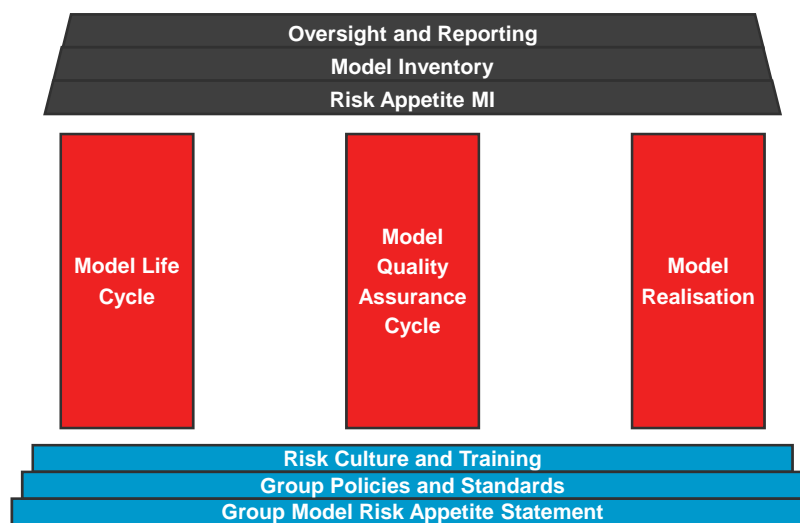 Oversight and Reporting
Model Inventory
Risk Appetite MI
Model Life
Cycle
Model
Quality
Assurance
Cycle
Model
Realisation
Risk Culture and Training
Group Policies and Standards
Group Model Risk Appetite Statement